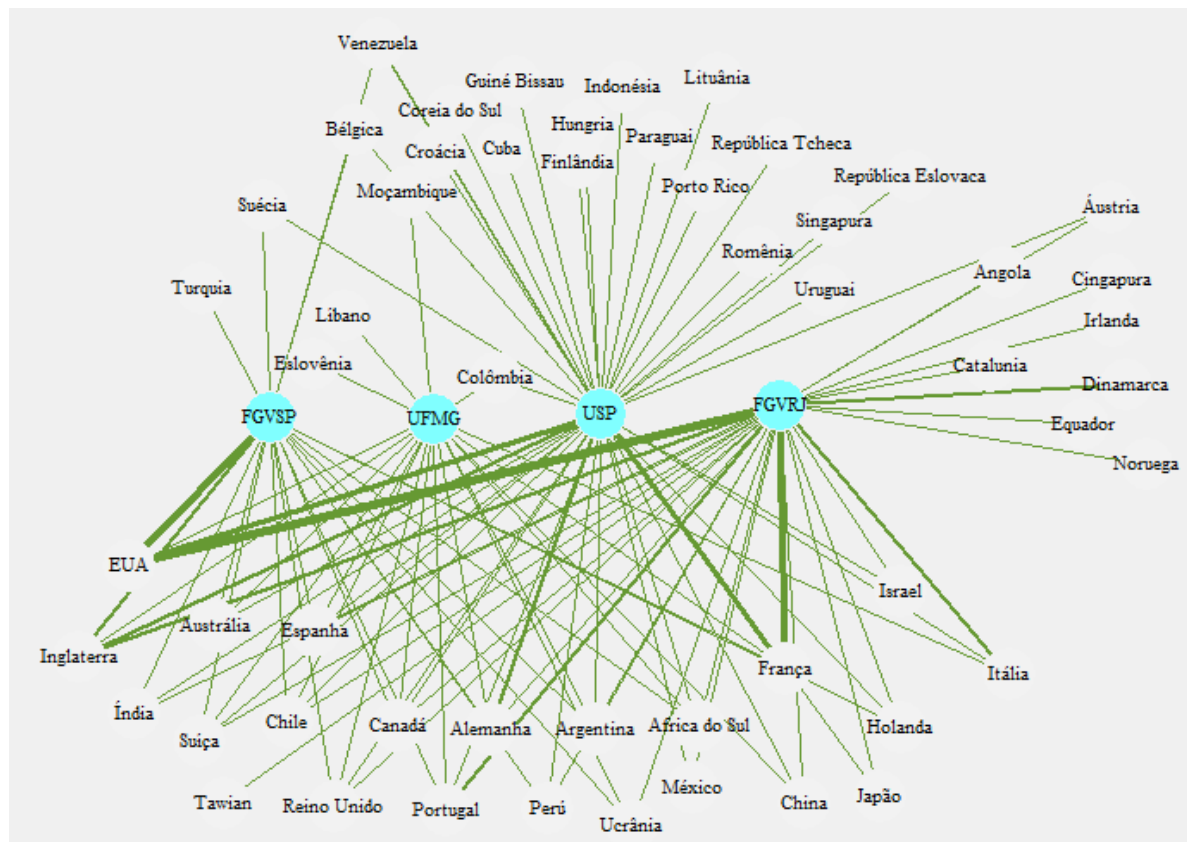 Venezuela
Guiné Bissau
Indonésia
Lituânia
Coreia do Sul
Bélgica
Hungria
Paraguai
República Tcheca
Croácia
Cuba
Finlândia
Moçambique
Porto Rico
República Eslovaca
Suécia
Singapura
Áustria
Romênia
Angola
Cingapura
Turquia
Uruguai
Líbano
Irlanda
Eslovênia
Colômbia
Catalunia
Dinamarca
FGVSP
UFMG
USP
FGVRJ
Equador
Noruega
EUA
Israel
Austrália
Espanha
Inglaterra
França
Itália
Índia
Suiça
Chile
Canadá
Alemanha
Argentina
Africa do Sul
Holanda
Tawian
Reino Unido
Portugal
Perú
México
China
Japão
Ucrânia